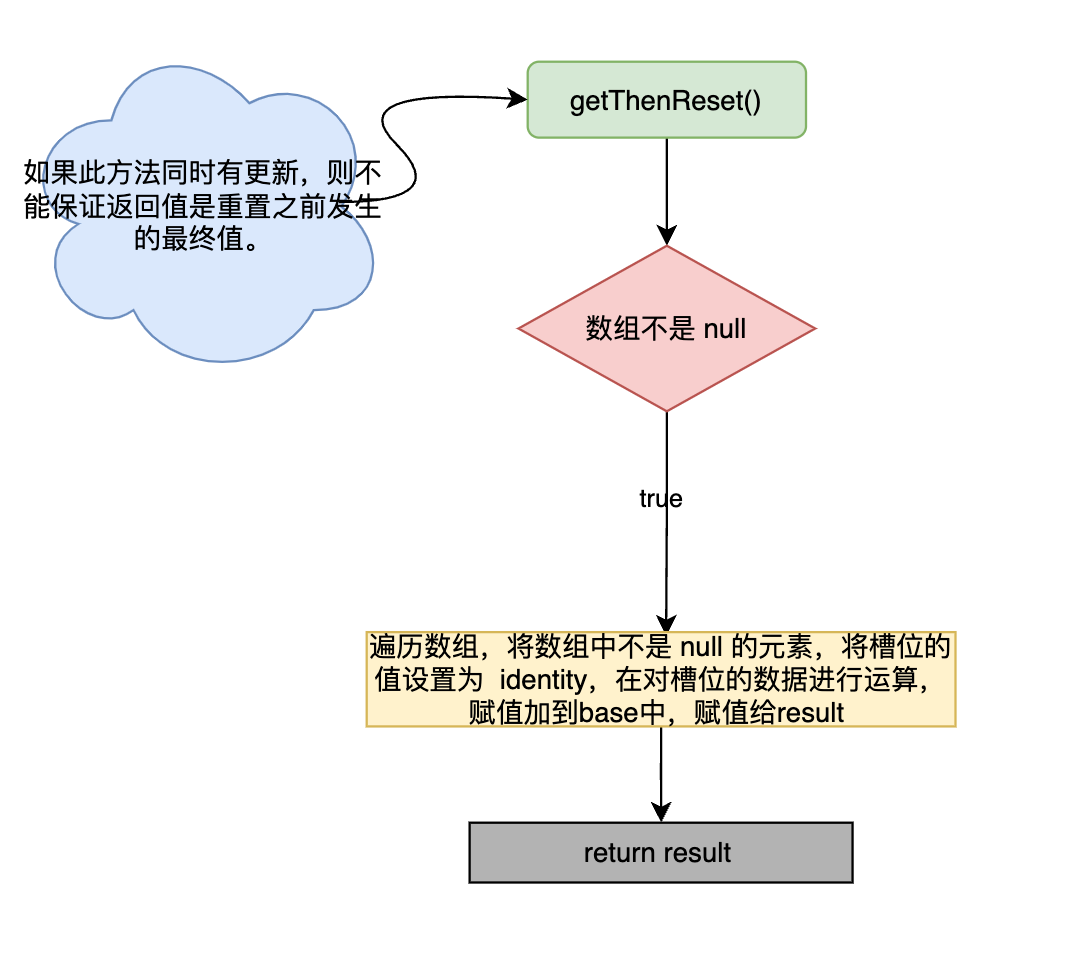 getThenReset()
如果此方法同时有更新，则不
能保证返回值是重置之前发生
的最终值。
数组不是 null
true
遍历数组，将数组中不是 null 的元素，将槽位的
值设置为 identity，在对槽位的数据进行运算，
赋值加到base中，赋值给result
return result